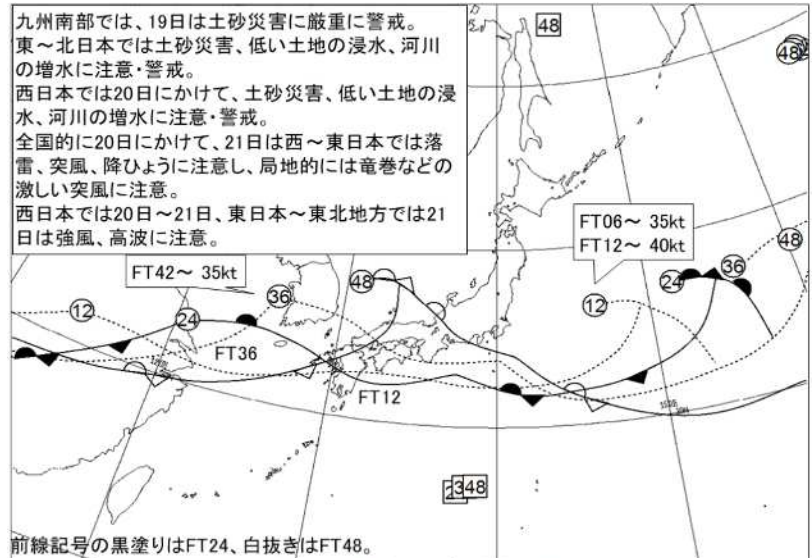 九州南部では、19日は土砂災害に厳重に警戒。
東～北日本では土砂災害、低い土地の浸水、河川
の増水に注意・警戒。
西日本では20日にかけて、土砂災害、低い土地の浸
水、河川の増水に注意・警戒。
全国的に20日にかけて、21日は西～東日本では落
雷、突風、降ひょうに注意し、局地的には竜巻などの
激しい突風に注意。
西日本では20日～21日、東日本～東北地方では21
日は強風、高波に注意。
48
48
FT06～ 35kt
FT12～ 40kt
48
FT42～ 35kt
48
36
24
36
12
12
24
FT36
FT12
48
前線記号の黒塗りはFT24、白抜きはFT48。